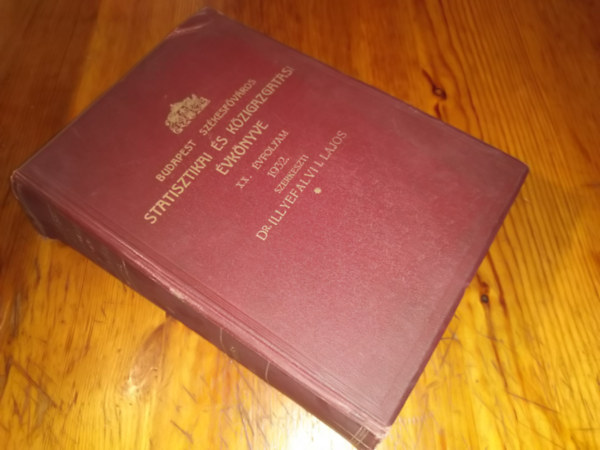 BUDAPEST SZÉKESFŐVÁROS
STATISZTIKAI ÉS KÖZIGAZGATÁSI
ÉVKÖNYVE
XX. ÉVFOLYAM
1932.
SZERKESZTI
DR. ILLYEFALVI I. LAJOS